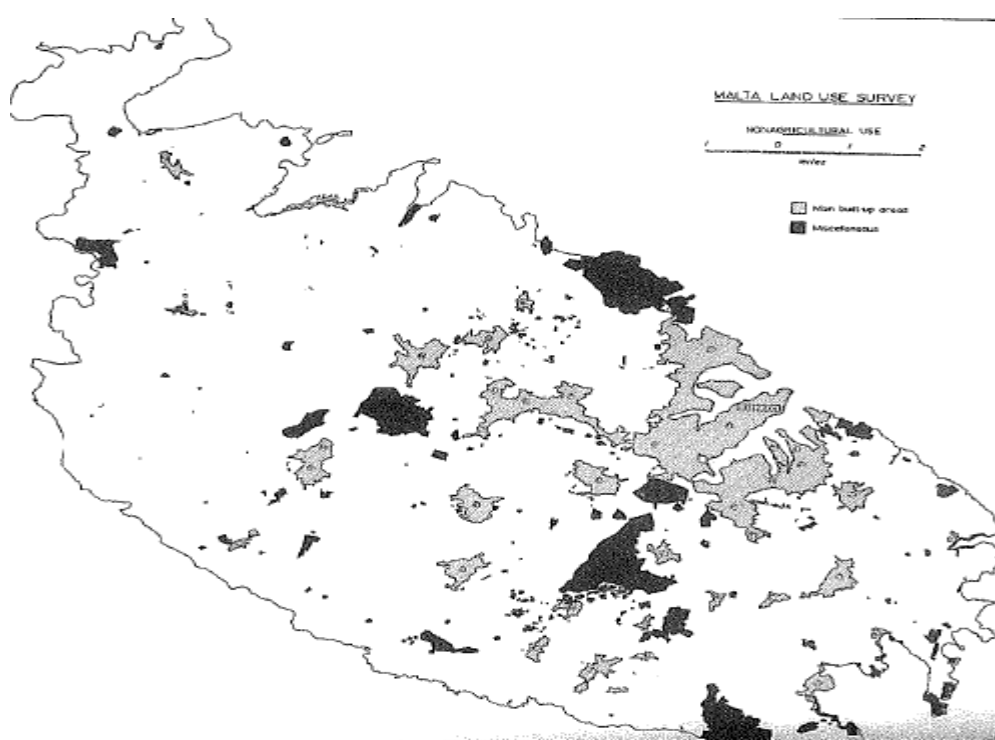 MALTA LAND USE SURVEY
NONAGRICULTURAL USE
1 0 1 2
miles
Main built-up areas
Miscellaneous